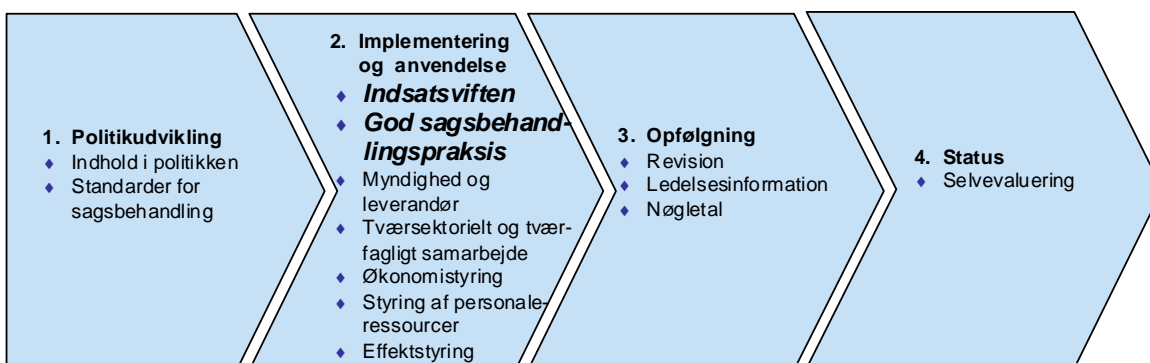 1. Politikudvikling
♦ Indhold i politikken
♦ Standarder for
sagsbehandling
2. Implementering
og anvendelse
♦ Indsatsviften
♦ God sagsbehand-
lingspraksis
♦ Myndighed og
leverandør
♦ Tværsektorielt og tvær-
fagligt samarbejde
♦ Økonomistyring
♦ Styring af personale-
ressourcer
♦ Effektstyring
3. Opfølgning
♦ Revision
♦ Ledelsesinformation
♦ Nøgletal
4. Status
♦ Selvevaluering